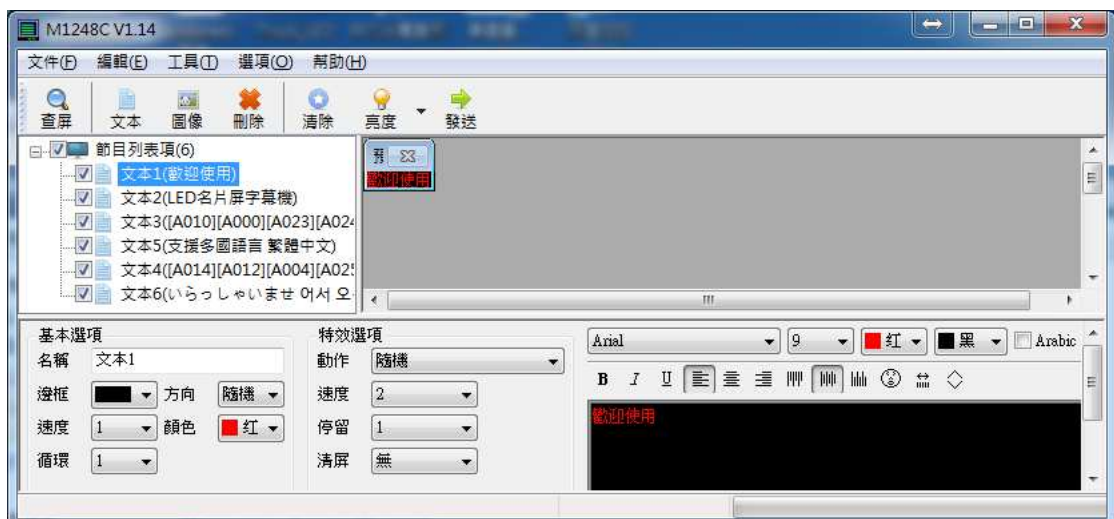 M1248C V1.14
文件(F) 編輯(E) 工具(T) 選項(O) 幫助(H)
查屏 文本 圖像 刪除 清除 亮度 發送
節目列表項(6)
文本1(歡迎使用)
文本2(LED名片屏字幕機)
文本3([A010][A000][A023][A024
文本5(支援多國語言 繁體中文)
文本4([A014][A012][A004][A025
文本6(いらっしゃいませ 어서 오
歡迎使用
基本選項
名稱 文本1
邊框 方向 隨機
速度 1 顏色 红
循環 1
特效選項
動作 隨機
速度 2
停留 1
清屏 無
Arial 9 红 黑 Arabic
B I U
歡迎使用